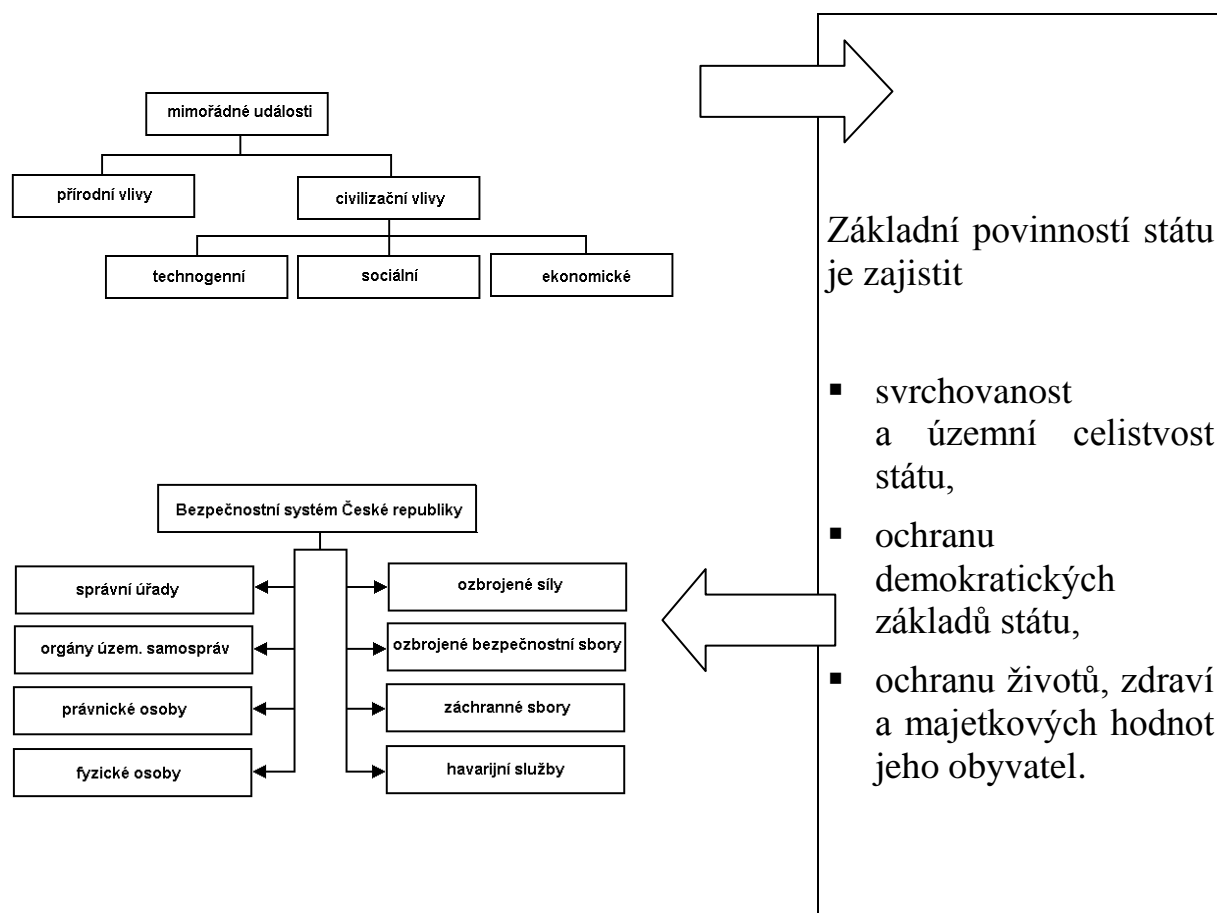 mimořádné události
přírodní vlivy
civilizační vlivy
technogenní
sociální
ekonomické
Bezpečnostní systém České republiky
správní úřady
ozbrojené síly
orgány územ. samospráv
ozbrojené bezpečnostní sbory
právnické osoby
záchranné sbory
fyzické osoby
havarijní služby
Základní povinností státu
je zajistit
▪ svrchovanost
a územní celistvost
státu,
▪ ochranu
demokratických
základů státu,
▪ ochranu životů, zdraví
a majetkových hodnot
jeho obyvatel.